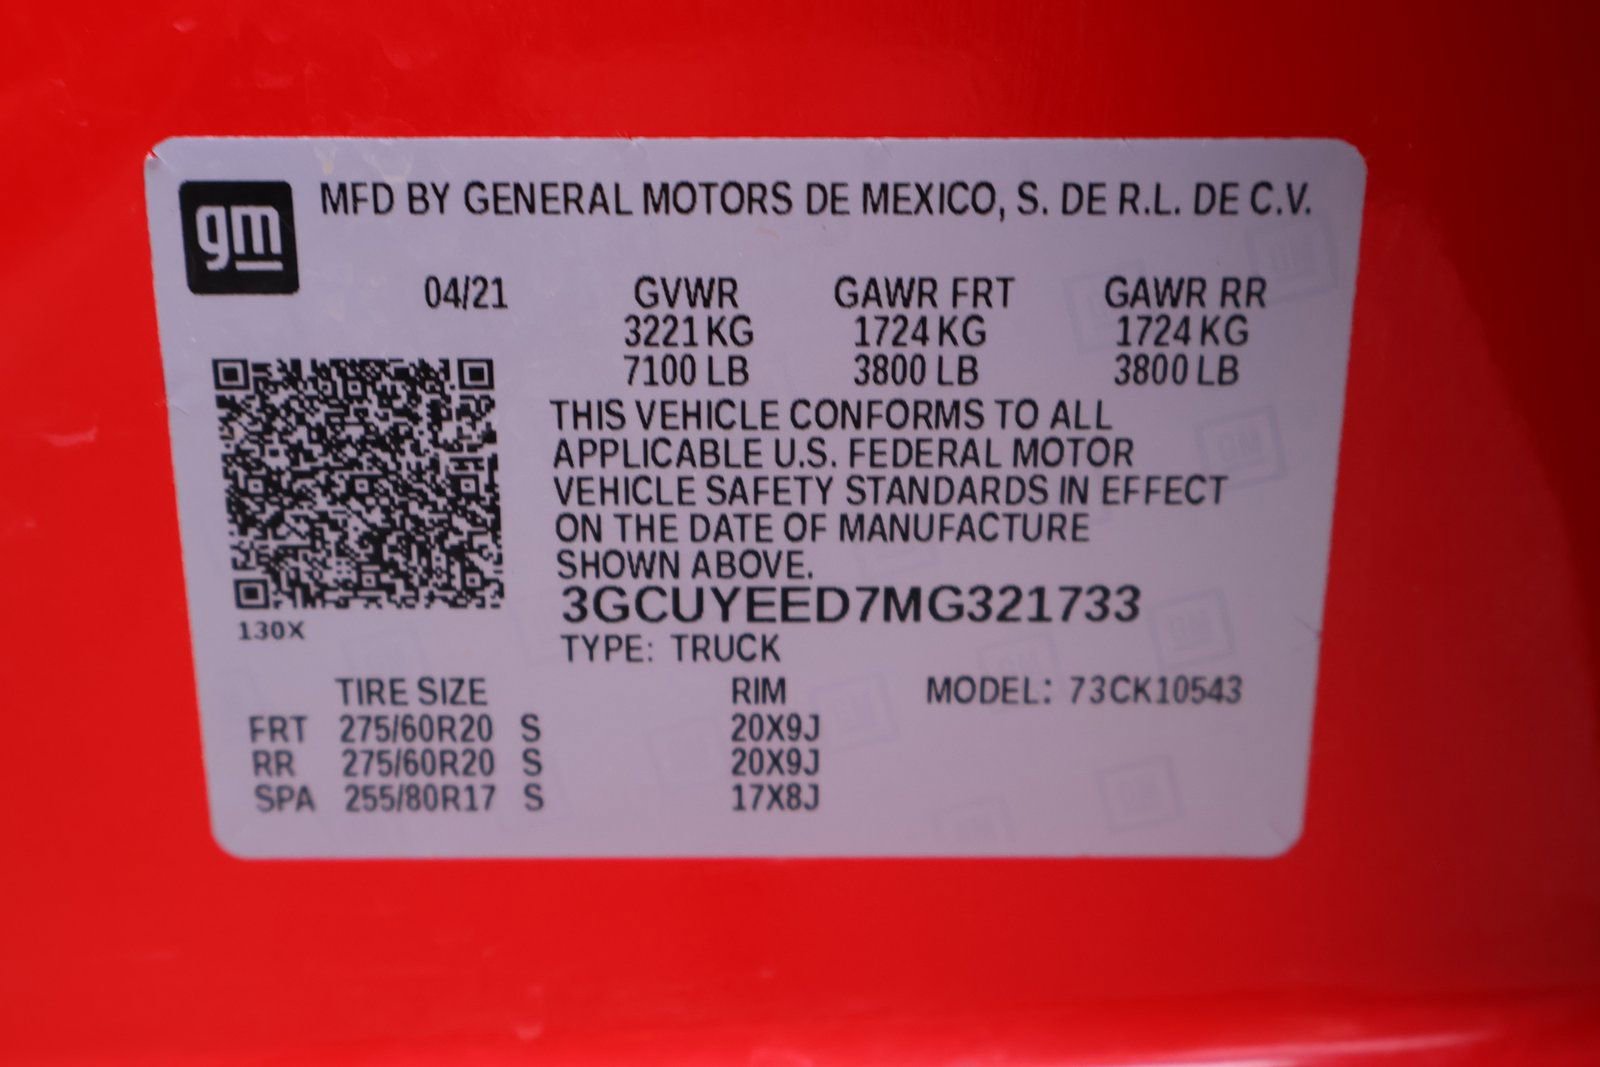 gm
MFD BY GENERAL MOTORS DE MEXICO, S. DE R.L. DE C.V.
04/21 GVWR GAWR FRT GAWR RR
3221 KG 1724 KG 1724 KG
7100 LB 3800 LB 3800 LB
THIS VEHICLE CONFORMS TO ALL
APPLICABLE U.S. FEDERAL MOTOR
VEHICLE SAFETY STANDARDS IN EFFECT
ON THE DATE OF MANUFACTURE
SHOWN ABOVE.
3GCUYEED7MG321733
130X
TYPE: TRUCK
TIRE SIZE RIM MODEL: 73CK10543
FRT 275/60R20 S 20X9J
RR 275/60R20 S 20X9J
SPA 255/80R17 S 17X8J